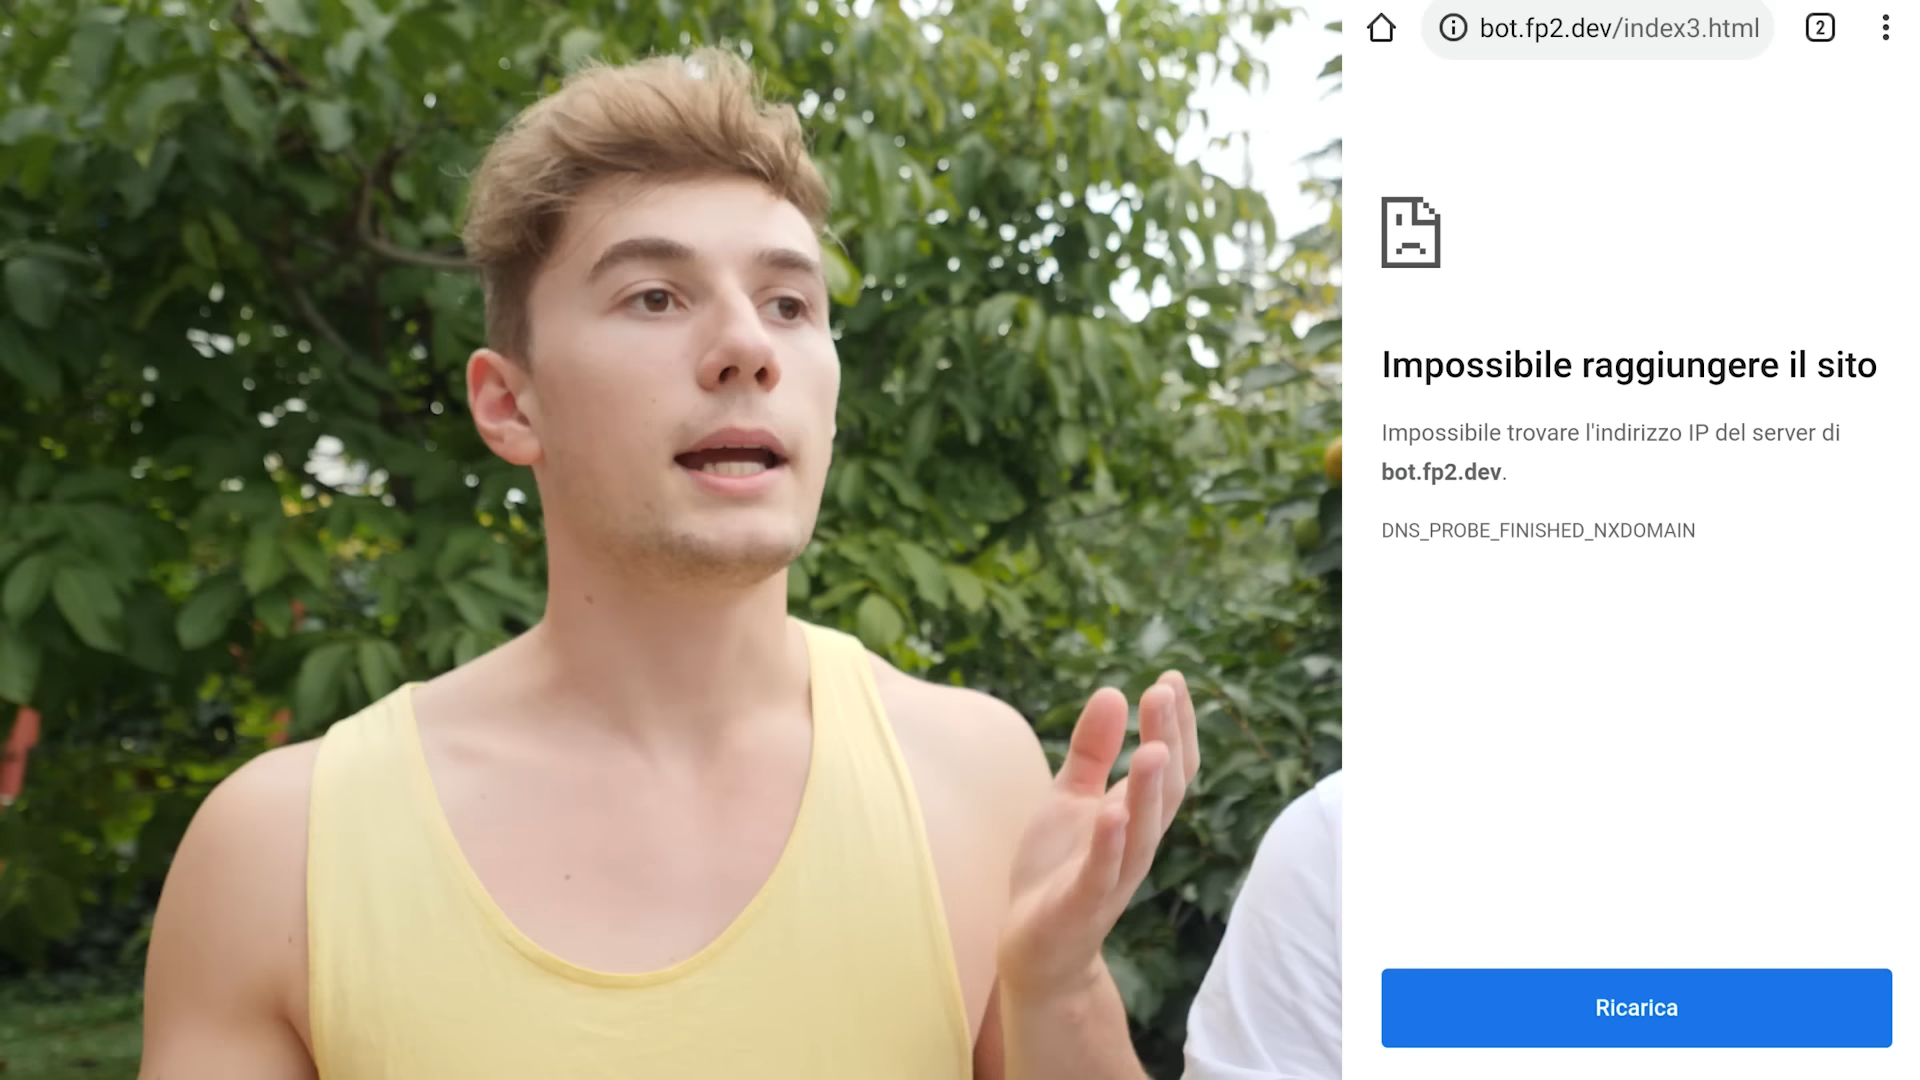 bot.fp2.dev/index3.html
2
Impossibile raggiungere il sito
Impossibile trovare l'indirizzo IP del server di
bot.fp2.dev.
DNS_PROBE_FINISHED_NXDOMAIN
Ricarica